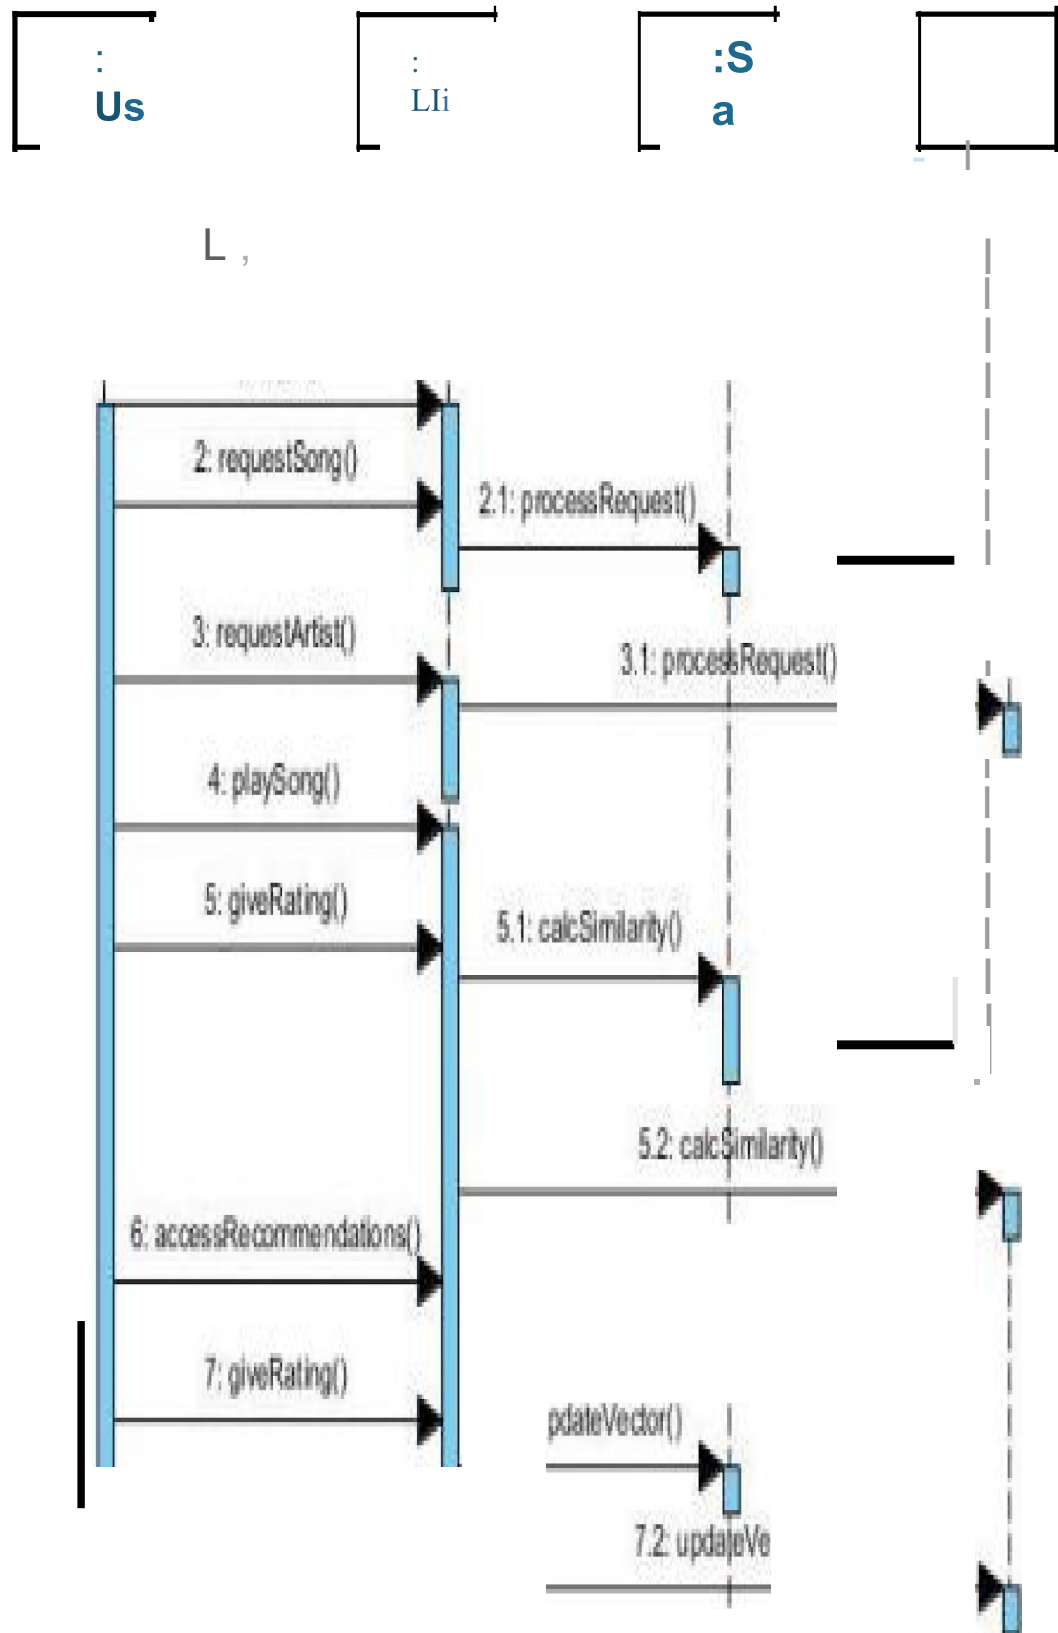 :
Us
:
LIi
:S
a
L ,
2: requestSong()
2.1: processRequest()
3: requestArtist()
3.1: processRequest()
4: playSong()
5: giveRating()
5.1: calcSimilarity()
5.2: calcSimilarity()
6: accessRecommendations()
7: giveRating()
pdateVector()
7.2: updateVe